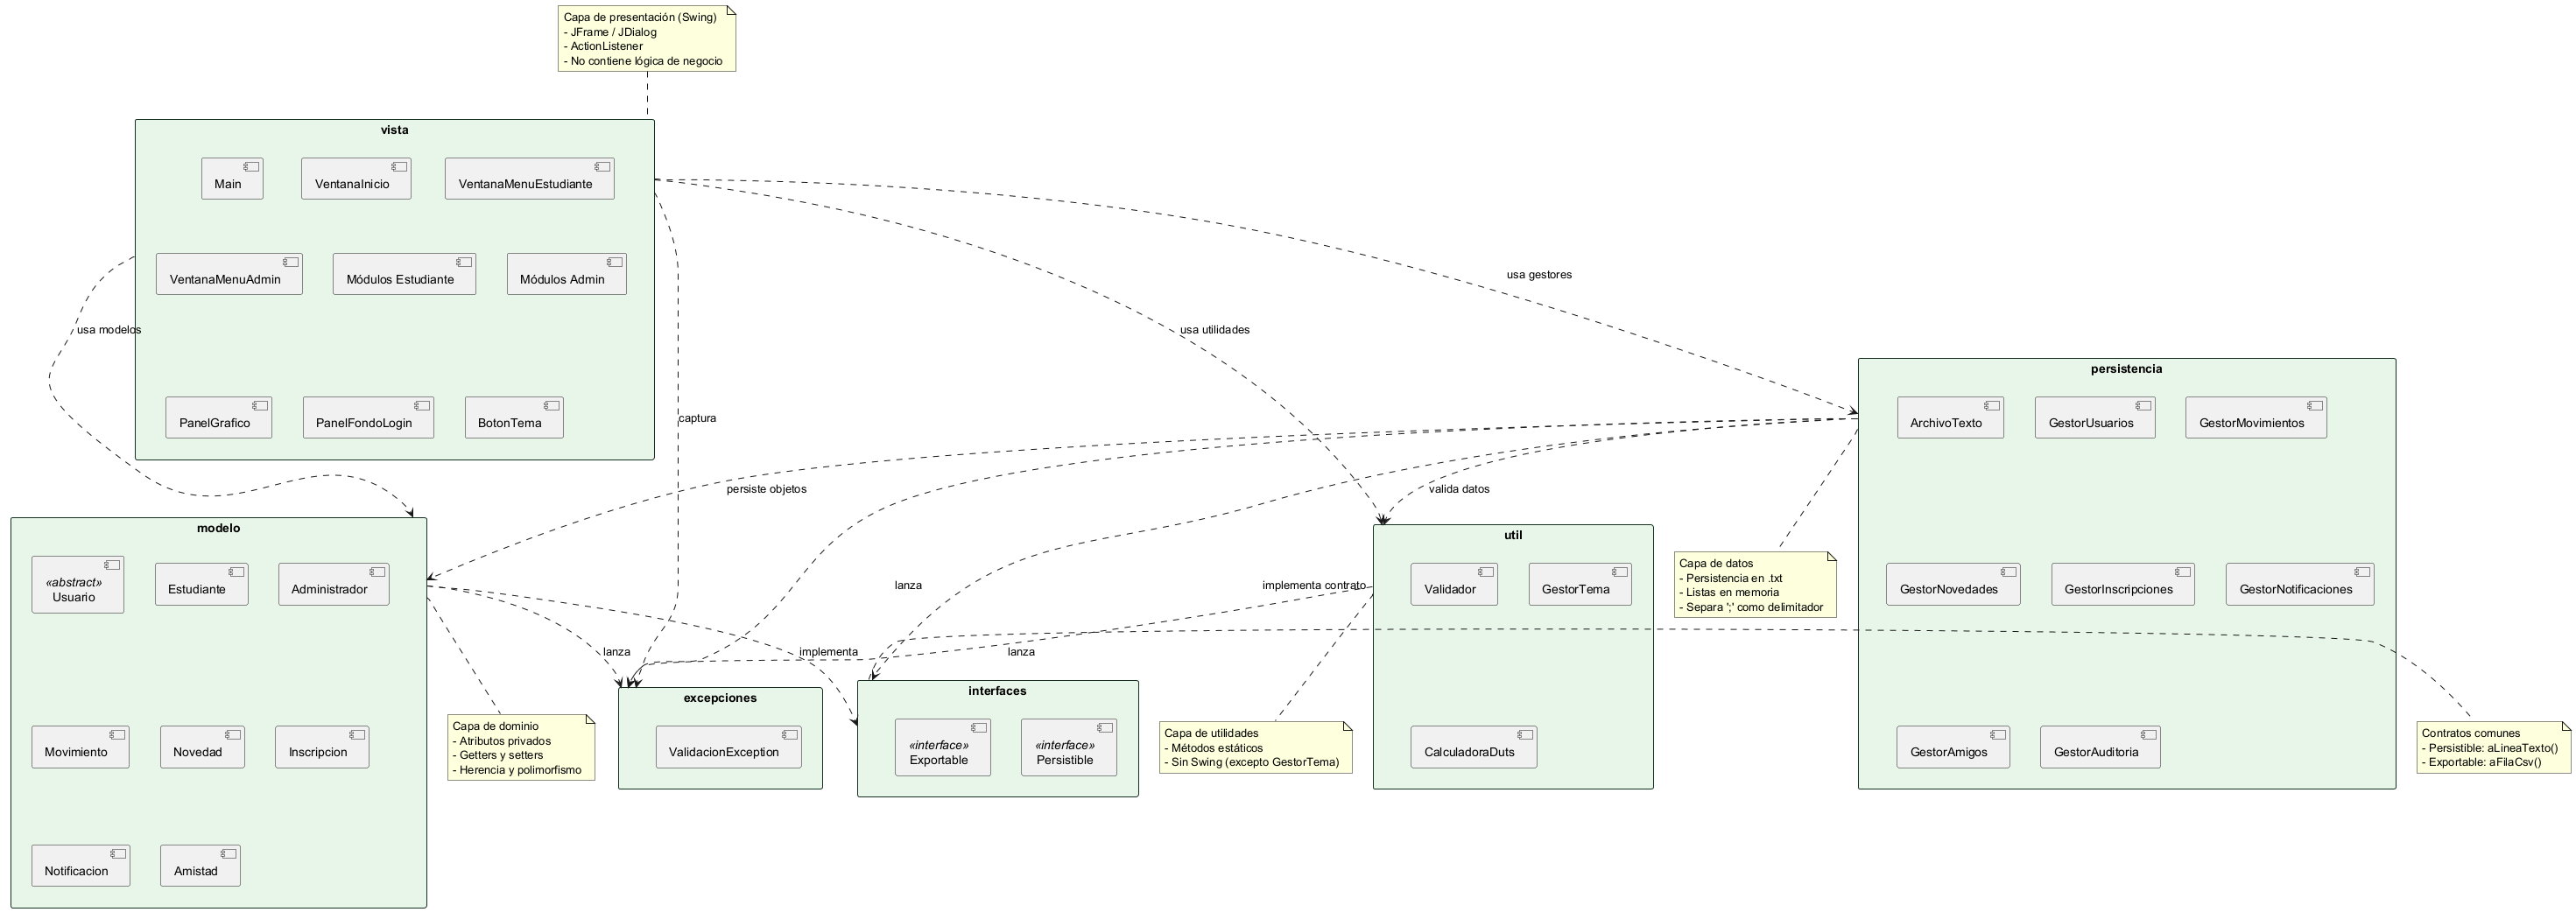 Capa de presentación (Swing)
- JFrame / JDialog
- ActionListener
- No contiene lógica de negocio
vista
Main
VentanaInicio
VentanaMenuEstudiante
VentanaMenuAdmin
Módulos Estudiante
Módulos Admin
PanelGrafico
PanelFondoLogin
BotonTema
usa modelos
captura
usa utilidades
usa gestores
persistencia
ArchivoTexto
GestorUsuarios
GestorMovimientos
GestorNovedades
GestorInscripciones
GestorNotificaciones
GestorAmigos
GestorAuditoria
persiste objetos
valida datos
lanza
implementa contrato
modelo
«abstract»
Usuario
Estudiante
Administrador
Movimiento
Novedad
Inscripcion
Notificacion
Amistad
util
Validador
GestorTema
CalculadoraDuts
Capa de datos
- Persistencia en .txt
- Listas en memoria
- Separa ';' como delimitador
lanza
implementa
lanza
Capa de dominio
- Atributos privados
- Getters y setters
- Herencia y polimorfismo
excepciones
ValidacionException
interfaces
«interface»
Exportable
«interface»
Persistible
Capa de utilidades
- Métodos estáticos
- Sin Swing (excepto GestorTema)
Contratos comunes
- Persistible: aLineaTexto()
- Exportable: aFilaCsv()